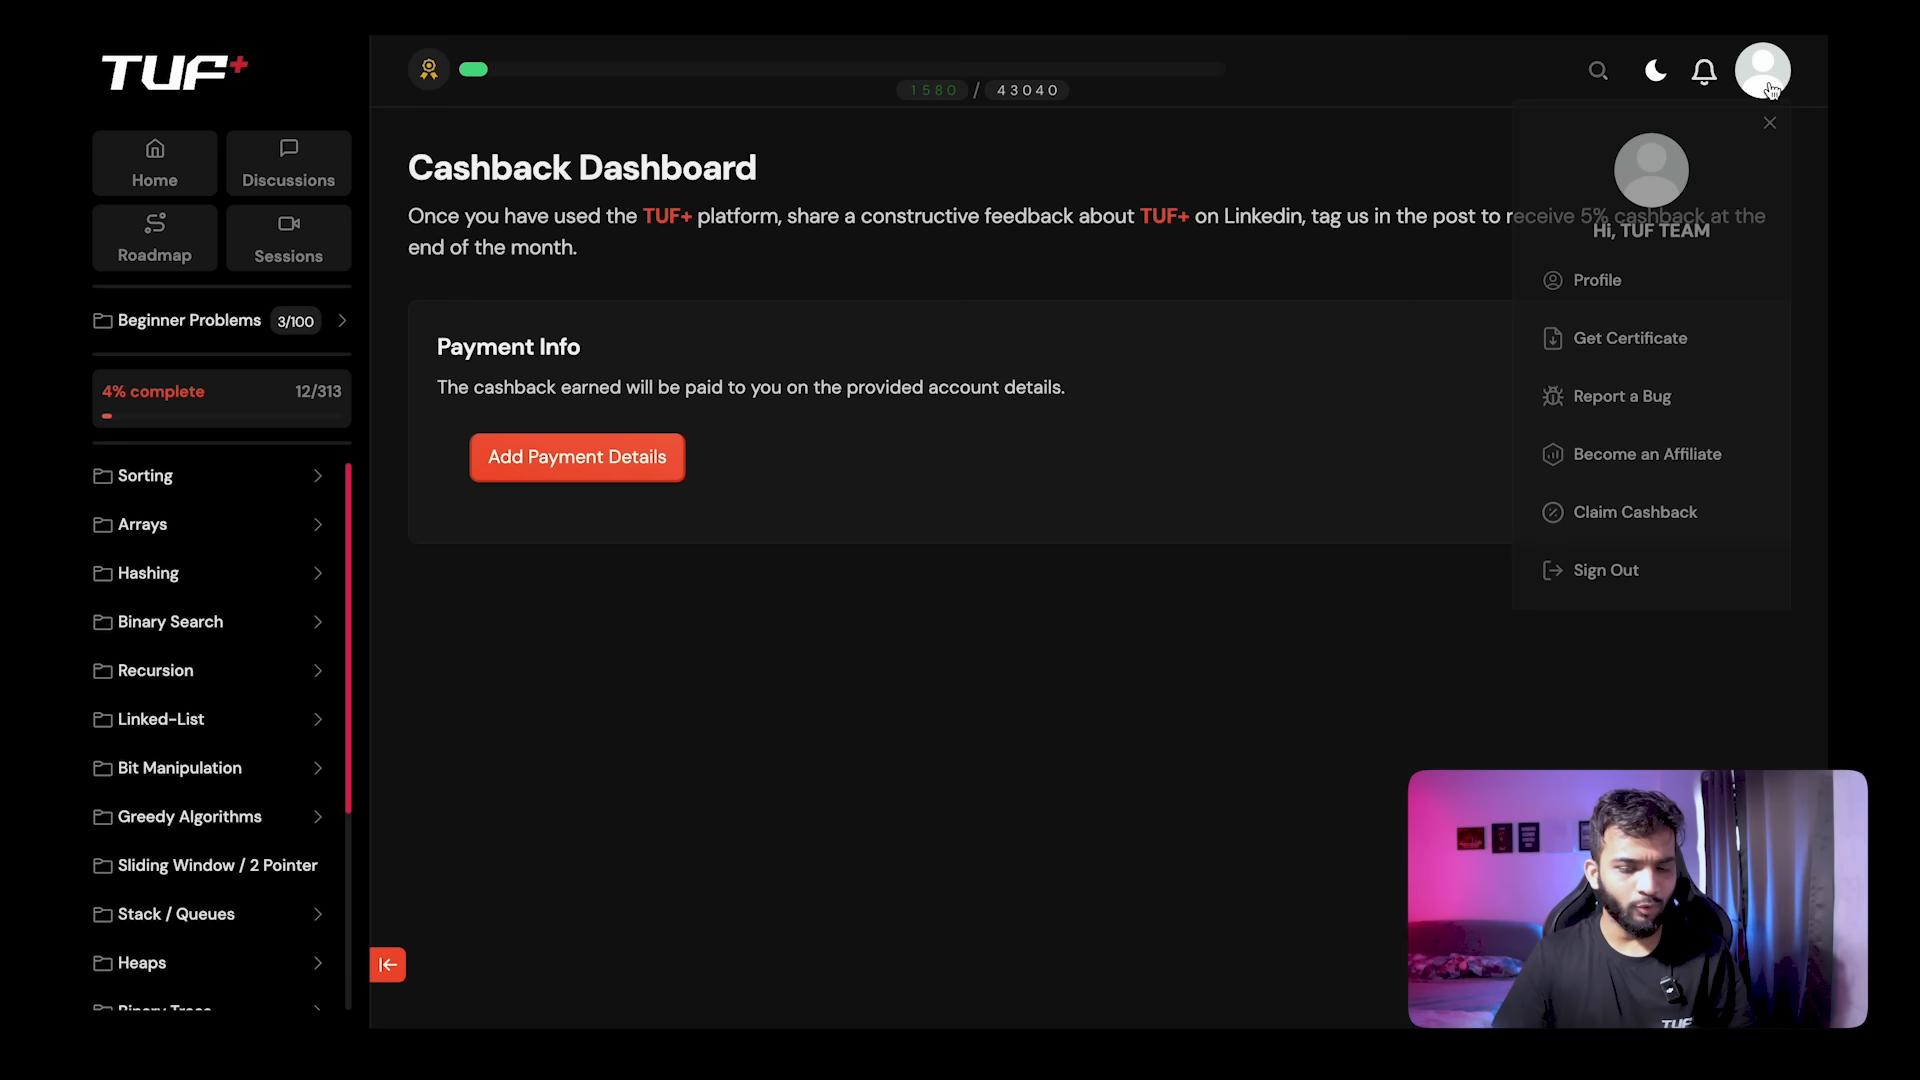 TUF+
Home
Discussions
Roadmap
Sessions
Beginner Problems 3/100
4% complete 12/313
Sorting
Arrays
Hashing
Binary Search
Recursion
Linked-List
Bit Manipulation
Greedy Algorithms
Sliding Window / 2 Pointer
Stack / Queues
Heaps
Binary Trees
1580 / 43040
Cashback Dashboard
Once you have used the TUF+ platform, share a constructive feedback about TUF+ on Linkedin, tag us in the post to receive 5% cashback at the
end of the month.
Payment Info
The cashback earned will be paid to you on the provided account details.
Add Payment Details
Hi, TUF TEAM
Profile
Get Certificate
Report a Bug
Become an Affiliate
Claim Cashback
Sign Out
TUF